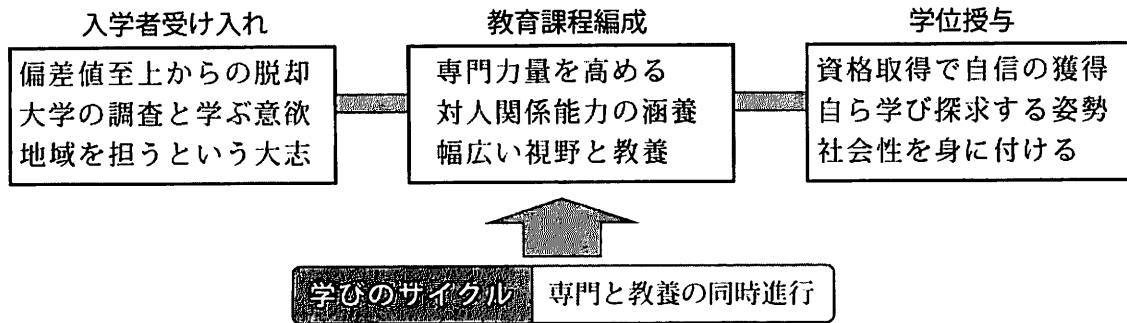 入学者受け入れ
偏差値至上からの脱却
大学の調査と学ぶ意欲
地域を担うという大志
教育課程編成
専門力量を高める
対人関係能力の涵養
幅広い視野と教養
学位授与
資格取得で自信の獲得
自ら学び探求する姿勢
社会性を身に付ける
学びのサイクル 専門と教養の同時進行